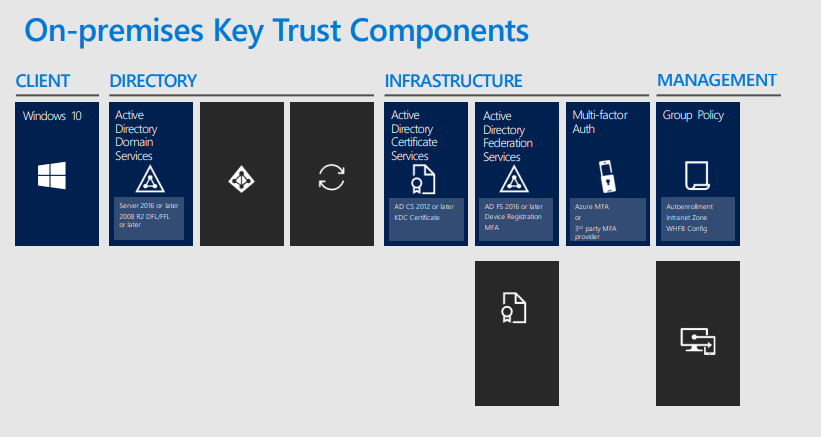 On-premises Key Trust Components
CLIENT
DIRECTORY
INFRASTRUCTURE
MANAGEMENT
Windows 10
Active
Directory
Domain
Services
Server 2016 or later
2008 R2 DFL/FFL
or later
Active
Directory
Certificate
Services
AD CS 2012 or later
KDC Certificate
Active
Directory
Federation
Services
AD FS 2016 or later
Device Registration
MFA
Multi-factor
Auth
Azure MFA
or
3rd party MFA
provider
Group Policy
Autoenrollment
Intranet Zone
WHFB Config